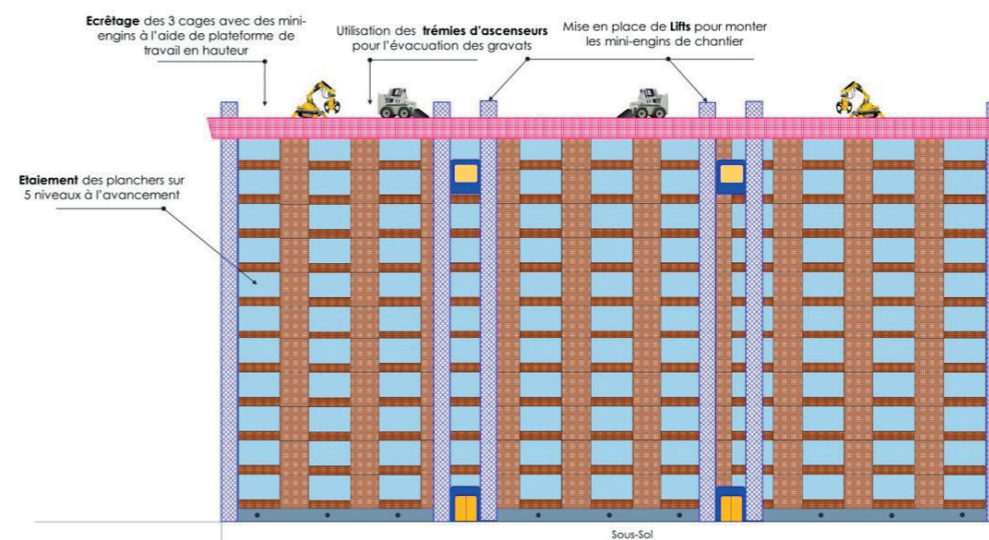 Ecrêtage des 3 cages avec des mini-
engins à l'aide de plateforme de
travail en hauteur
Utilisation des trémies d'ascenseurs
pour l'évacuation des gravats
Mise en place de Lifts pour monter
les mini-engins de chantier
Etaiement des planchers sur
5 niveaux à l'avancement
Sous-Sol